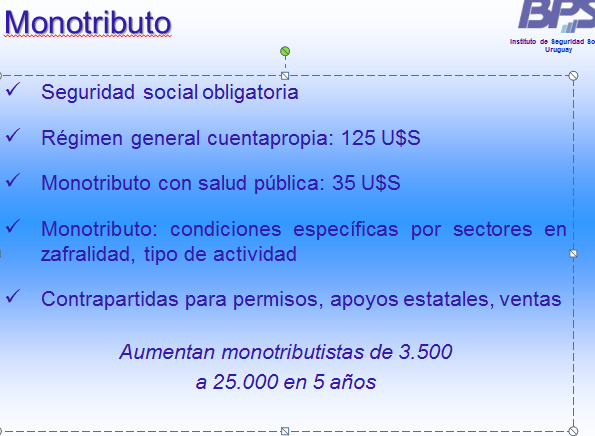 Monotributo
BPS
Instituto de Seguridad So
Uruguay
Seguridad social obligatoria
Régimen general cuentapropia: 125 U$S
Monotributo con salud pública: 35 U$S
Monotributo: condiciones específicas por sectores en
zafralidad, tipo de actividad
Contrapartidas para permisos, apoyos estatales, ventas
Aumentan monotributistas de 3.500
a 25.000 en 5 años